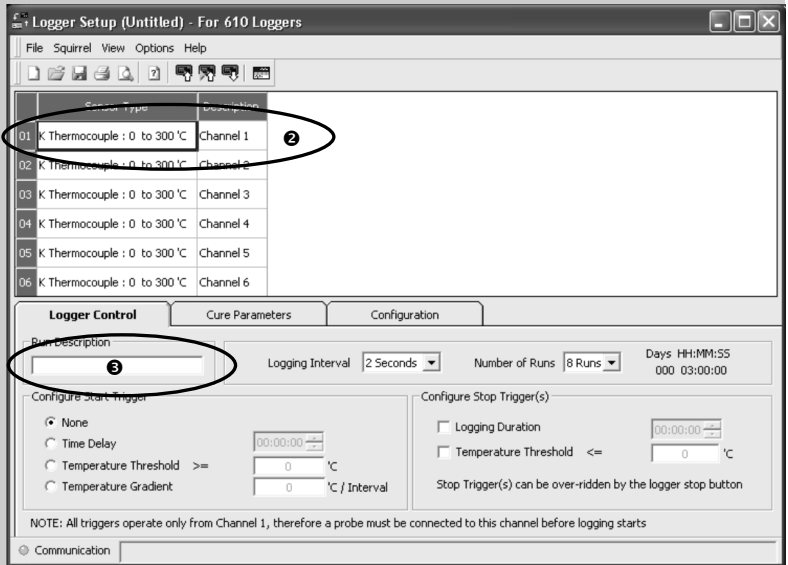 Logger Setup (Untitled) - For 610 Loggers
File Squirrel View Options Help
Sensor Type Description
01 K Thermocouple : 0 to 300 'C Channel 1 ❷
02 K Thermocouple : 0 to 300 'C Channel 2
03 K Thermocouple : 0 to 300 'C Channel 3
04 K Thermocouple : 0 to 300 'C Channel 4
05 K Thermocouple : 0 to 300 'C Channel 5
06 K Thermocouple : 0 to 300 'C Channel 6
Logger Control Cure Parameters Configuration
Run Description
❸
Logging Interval 2 Seconds Number of Runs 8 Runs Days HH:MM:SS
000 03:00:00
Configure Start Trigger
None
Time Delay 00:00:00
Temperature Threshold >= 0 'C
Temperature Gradient 0 'C / Interval
Configure Stop Trigger(s)
Logging Duration 00:00:00
Temperature Threshold <= 0 'C
Stop Trigger(s) can be over-ridden by the logger stop button
NOTE: All triggers operate only from Channel 1, therefore a probe must be connected to this channel before logging starts
Communication